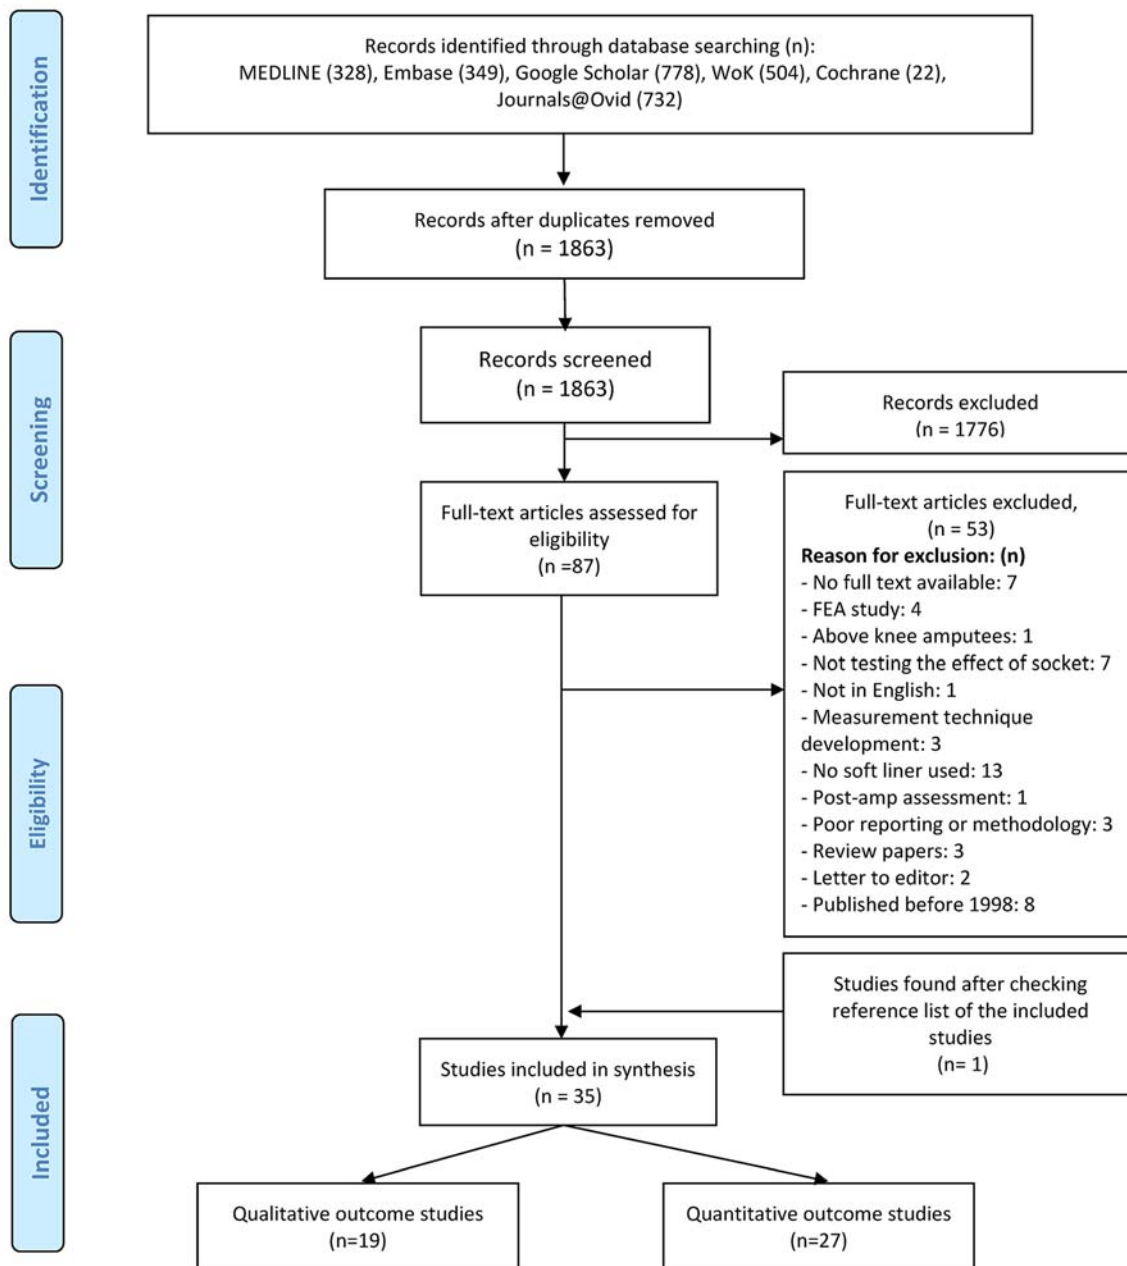 Identification
Records identified through database searching (n):
MEDLINE (328), Embase (349), Google Scholar (778), WoK (504), Cochrane (22),
Journals@Ovid (732)
Records after duplicates removed
(n = 1863)
Screening
Records screened
(n = 1863)
Records excluded
(n = 1776)
Full-text articles assessed for
eligibility
(n =87)
Full-text articles excluded,
(n = 53)
Reason for exclusion: (n)
- No full text available: 7
- FEA study: 4
- Above knee amputees: 1
- Not testing the effect of socket: 7
- Not in English: 1
- Measurement technique
development: 3
- No soft liner used: 13
- Post-amp assessment: 1
- Poor reporting or methodology: 3
- Review papers: 3
- Letter to editor: 2
- Published before 1998: 8
Eligibility
Studies found after checking
reference list of the included
studies
(n= 1)
Included
Studies included in synthesis
(n = 35)
Qualitative outcome studies
(n=19)
Quantitative outcome studies
(n=27)